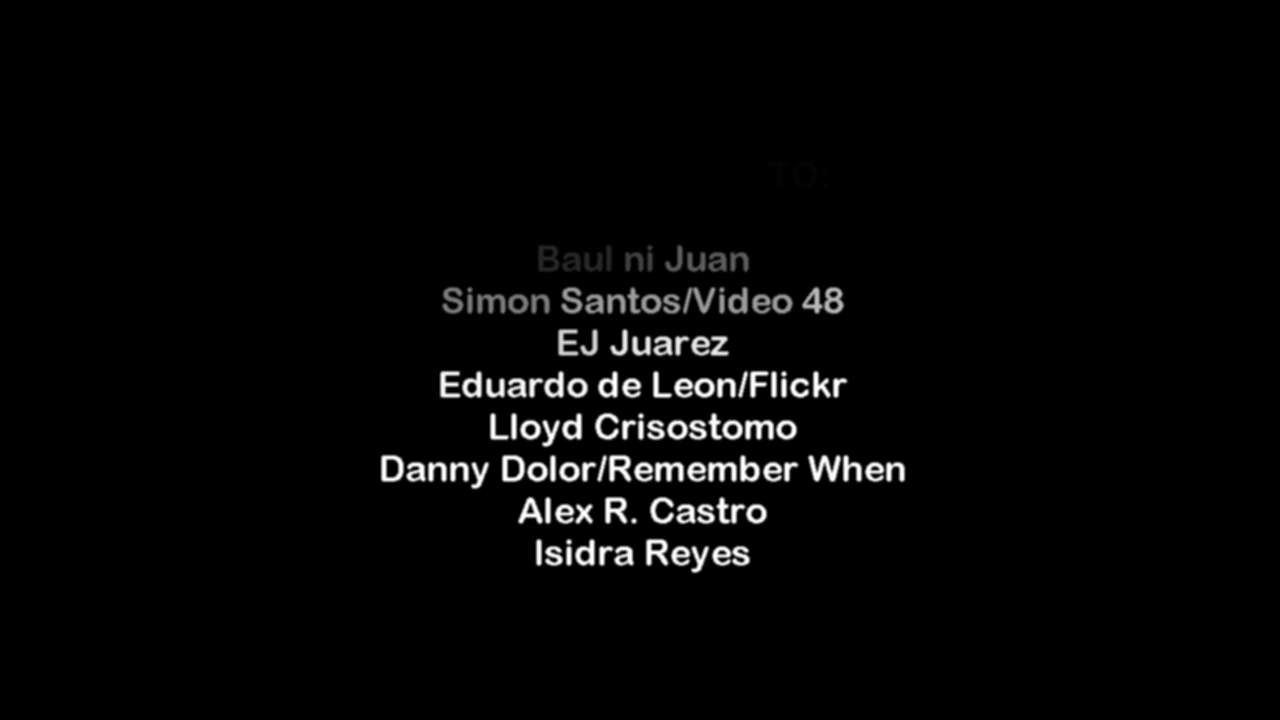 TO:
Baul ni Juan
Simon Santos/Video 48
EJ Juarez
Eduardo de Leon/Flickr
Lloyd Crisostomo
Danny Dolor/Remember When
Alex R. Castro
Isidra Reyes